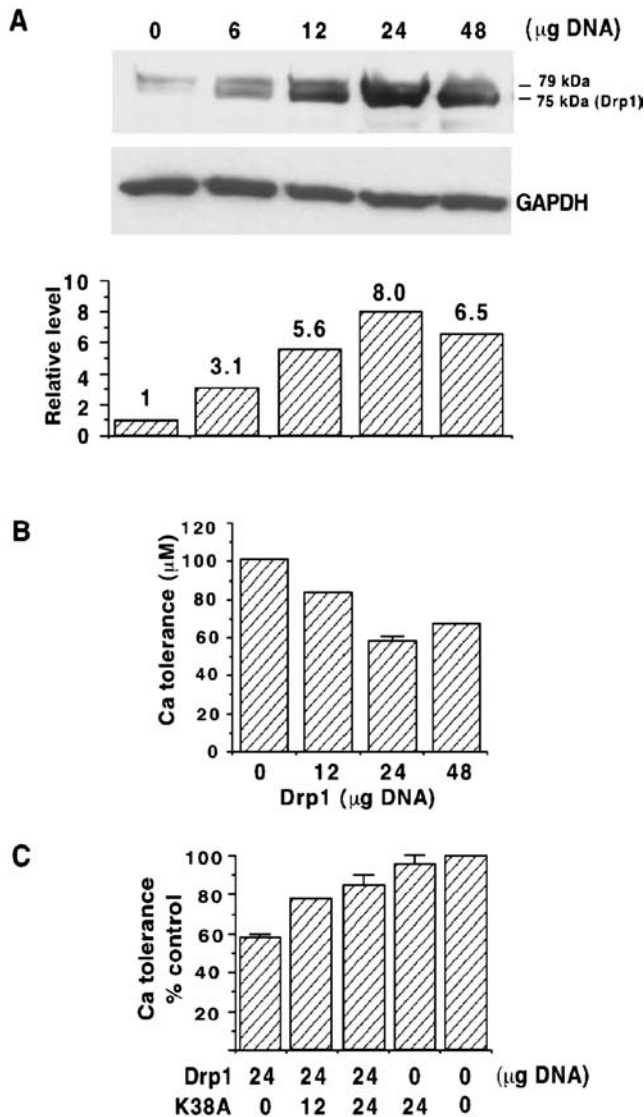 A
0 6 12 24 48 (μg DNA)
79 kDa
75 kDa (Drp1)
GAPDH
Relative level
10
8
6
4
2
0
1
3.1
5.6
8.0
6.5
B
Ca tolerance (μM)
120
100
80
60
40
20
0
0 12 24 48
Drp1 (μg DNA)
C
Ca tolerance
% control
100
80
60
40
20
Drp1 24 24 24 0 0 (μg DNA)
K38A 0 12 24 24 0